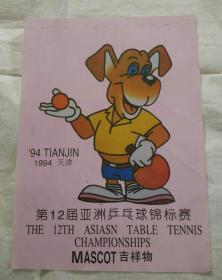 '94 TIANJIN
1994 天津
第12届亚洲乒乓球锦标赛
THE 12TH ASIASN TABLE TENNIS
CHAMPIONSHIPS
MASCOT 吉祥物